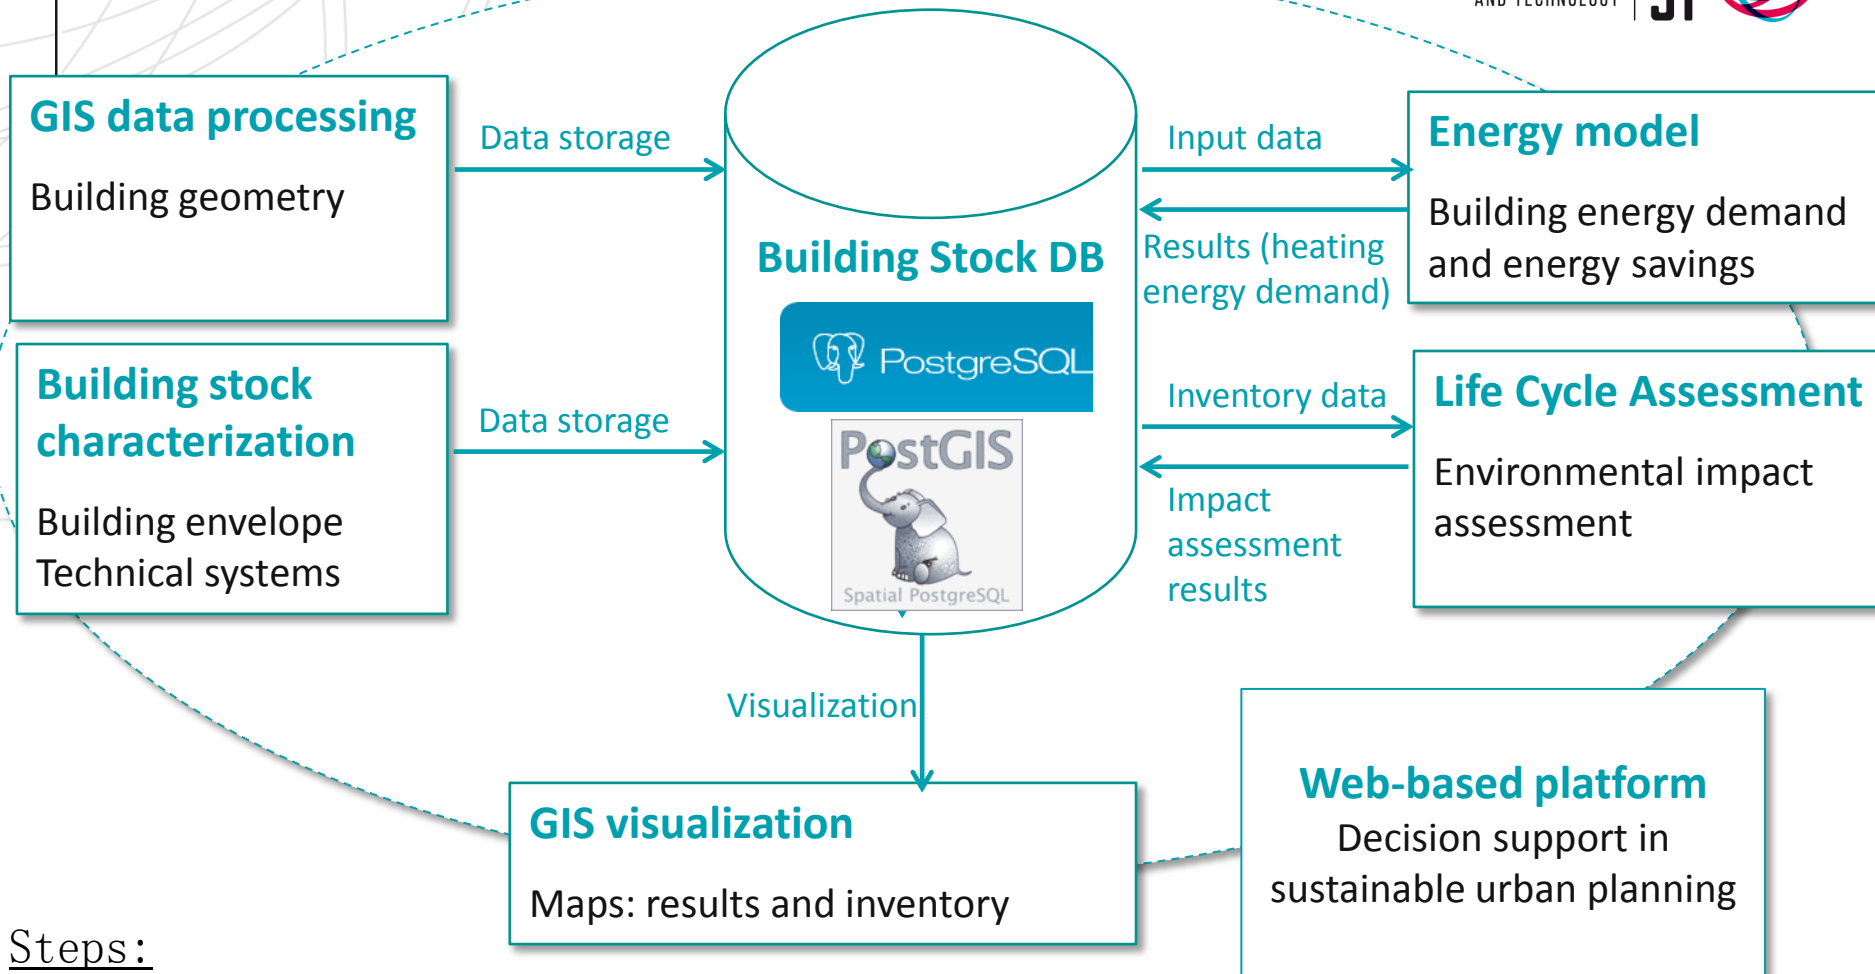 AND TECHNOLOGY
GIS data processing
Building geometry
Data storage
Building stock
characterization
Building envelope
Technical systems
Data storage
Building Stock DB
PostgreSQL
PostGIS
Spatial PostgreSQL
Input data
Results (heating
energy demand)
Energy model
Building energy demand
and energy savings
Inventory data
Impact
assessment
results
Life Cycle Assessment
Environmental impact
assessment
Visualization
GIS visualization
Maps: results and inventory
Web-based platform
Decision support in
sustainable urban planning
Steps: